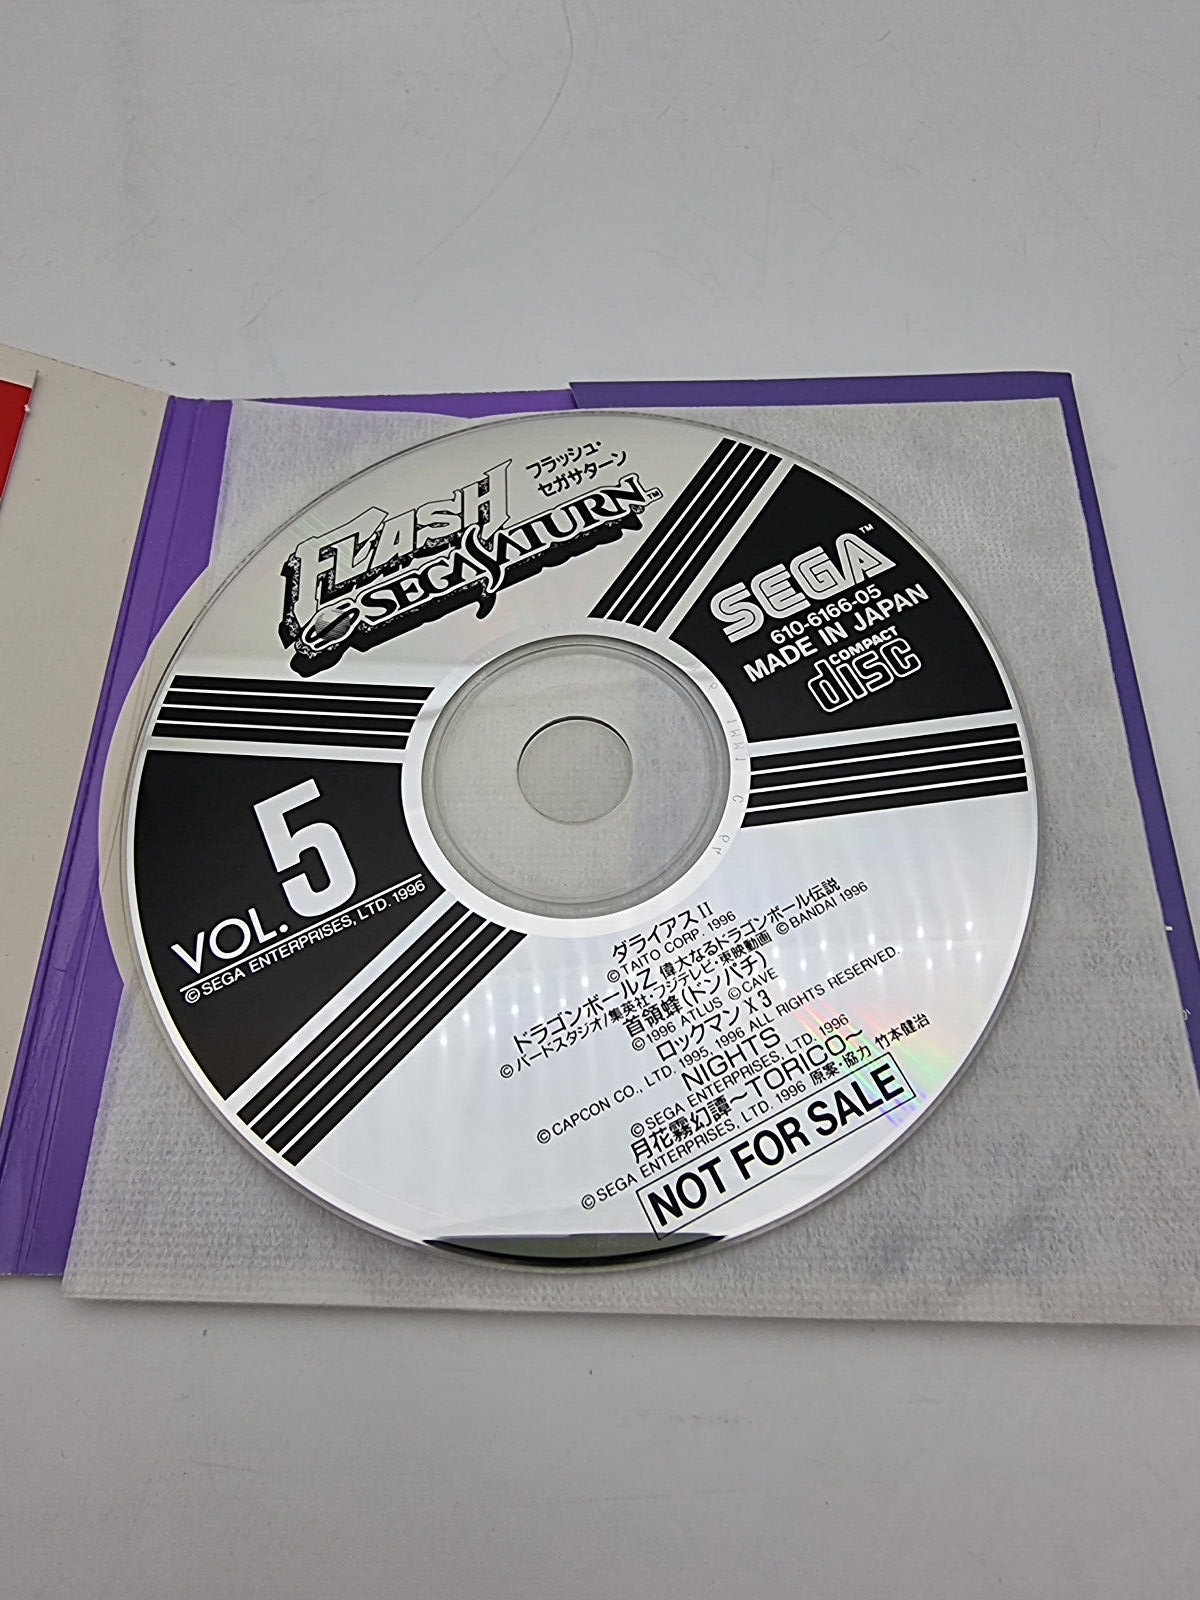 フラッシュ・
セガサターン
FLASH
SEGA SATURN™
SEGA™
610-6166-05
MADE IN JAPAN
COMPACT
disc
VOL. 5
©SEGA ENTERPRISES, LTD. 1996
ダライアスII
©TAITO CORP. 1996
ドラゴンボールZ 偉大なるドラゴンボール伝説
©バードスタジオ/集英社・フジテレビ・東映動画 ©BANDAI 1996
首領蜂(ドンパチ)
©1996 ATLUS ©CAVE
ロックマン X 3
©CAPCON CO., LTD. 1995, 1996 ALL RIGHTS RESERVED.
NIGHTS
©SEGA ENTERPRISES, LTD. 1996
月花霧幻譚～TORICO～
©SEGA ENTERPRISES, LTD. 1996 原案・協力 竹本健治
NOT FOR SALE